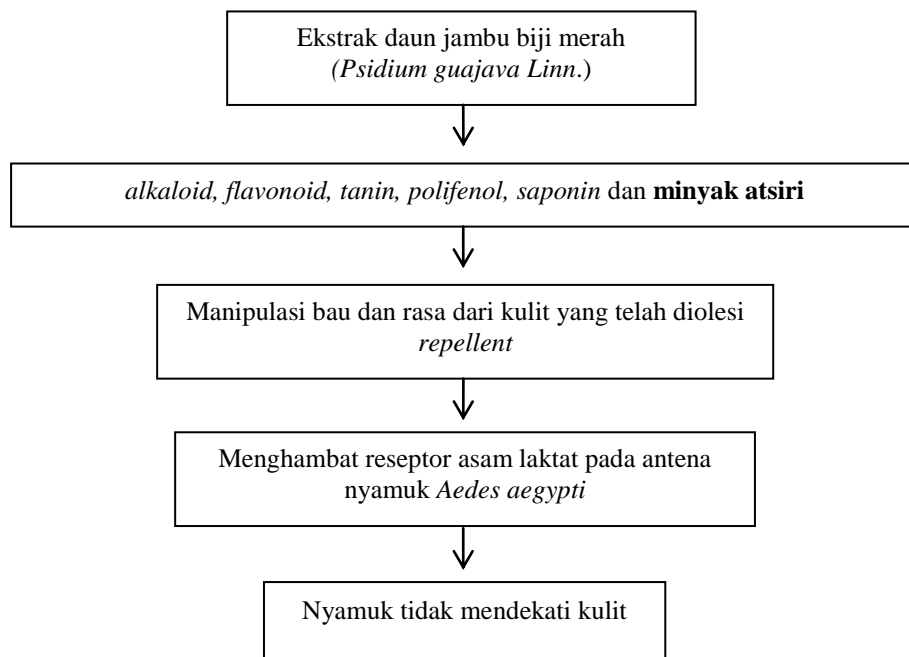 Ekstrak daun jambu biji merah
(Psidium guajava Linn.)
alkaloid, flavonoid, tanin, polifenol, saponin dan minyak atsiri
Manipulasi bau dan rasa dari kulit yang telah diolesi
repellent
Menghambat reseptor asam laktat pada antena
nyamuk Aedes aegypti
Nyamuk tidak mendekati kulit